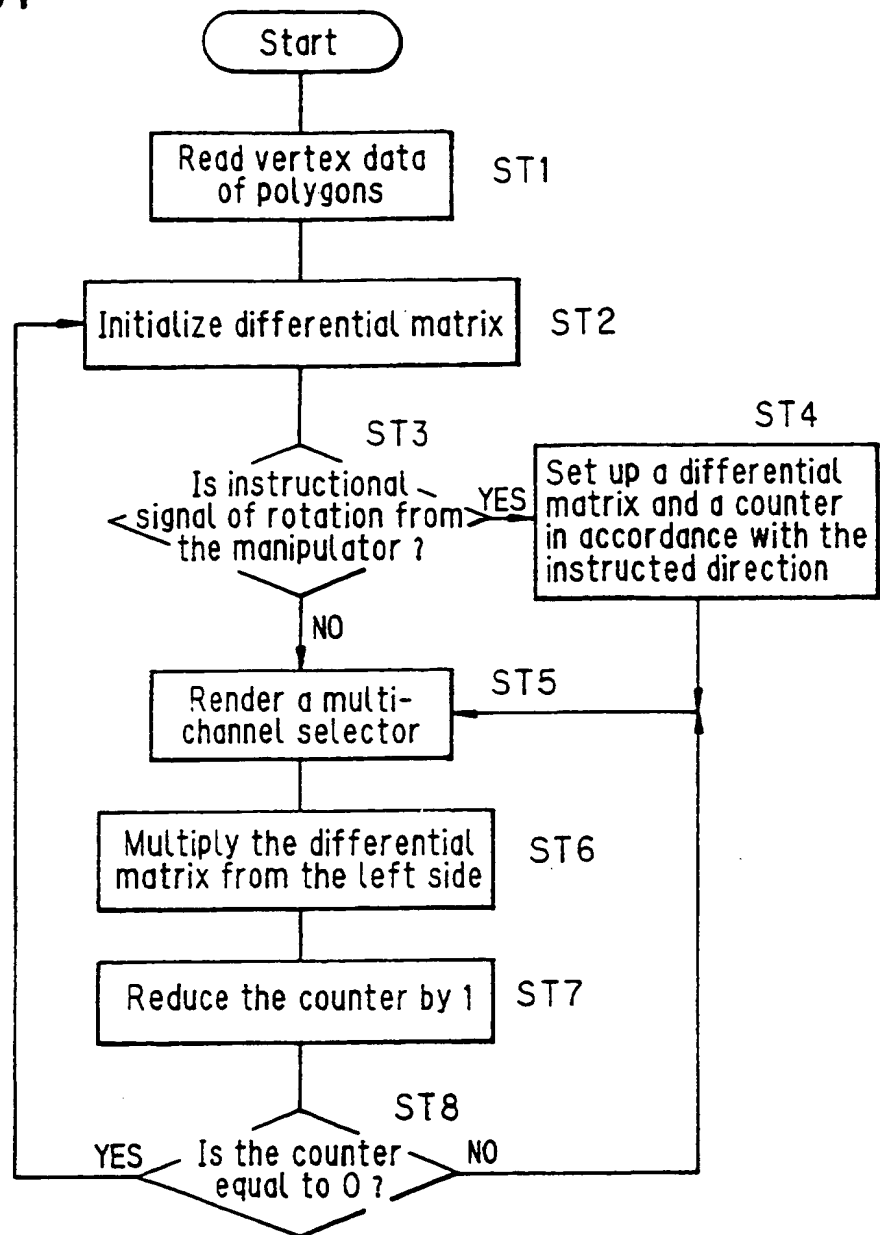 Start
Read vertex data
of polygons
ST1
Initialize differential matrix
ST2
ST3
Is instructional
signal of rotation from
the manipulator ?
YES
NO
ST4
Set up a differential
matrix and a counter
in accordance with the
instructed direction
Render a multi-
channel selector
ST5
Multiply the differential
matrix from the left side
ST6
Reduce the counter by 1
ST7
ST8
Is the counter
equal to 0 ?
YES
NO